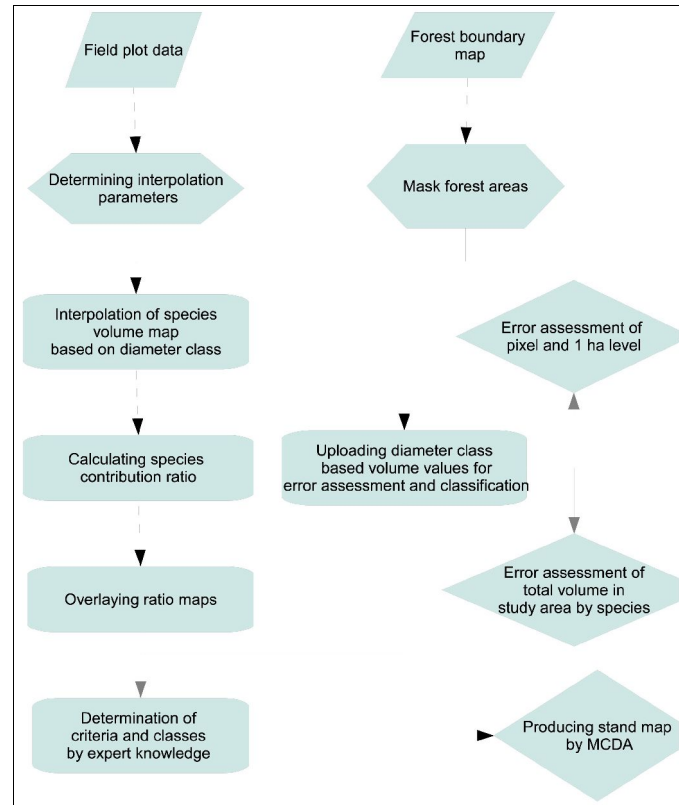 Field plot data
Forest boundary
map
Determining interpolation
parameters
Mask forest areas
Interpolation of species
volume map
based on diameter class
Error assessment of
pixel and 1 ha level
Calculating species
contribution ratio
Uploading diameter class
based volume values for
error assessment and classification
Overlaying ratio maps
Error assessment of
total volume in
study area by species
Determination of
criteria and classes
by expert knowledge
Producing stand map
by MCDA